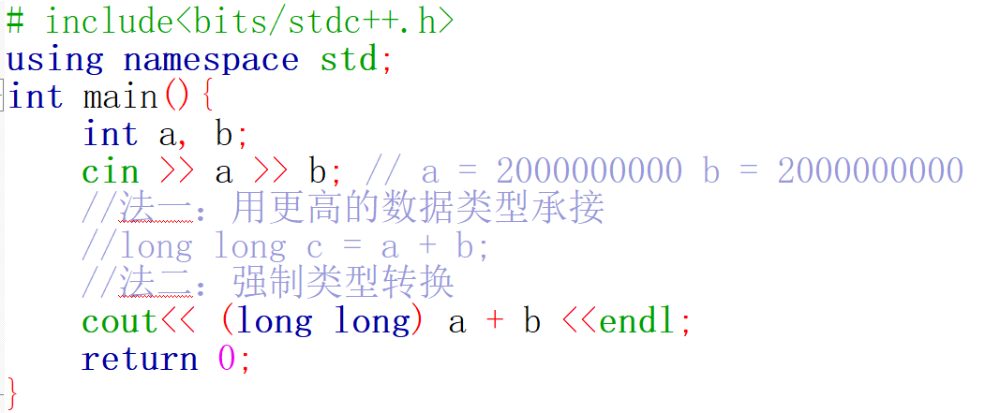 # include<bits/stdc++.h>
using namespace std;
int main(){
    int a, b;
    cin >> a >> b; // a = 2000000000 b = 2000000000
    //法一：用更高的数据类型承接
    //long long c = a + b;
    //法二：强制类型转换
    cout<< (long long) a + b <<endl;
    return 0;
}